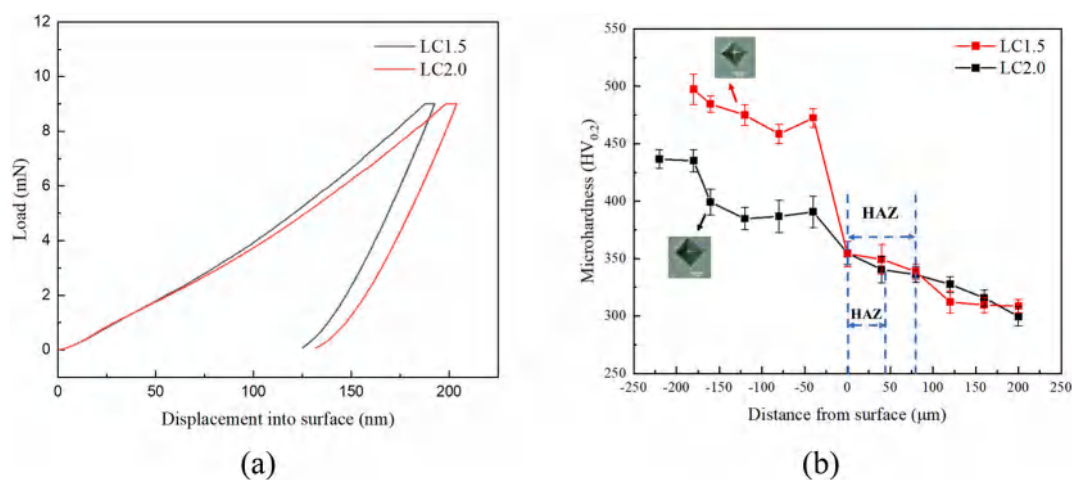 12
10
8
6
4
2
0
Load (mN)
LC1.5
LC2.0
0
50
100
150
200
Displacement into surface (nm)
(a)
550
500
450
400
350
300
250
Microhardness (HV0.2)
LC1.5
LC2.0
HAZ
HAZ
-250 -200 -150 -100 -50 0 50 100 150 200 250
Distance from surface (μm)
(b)